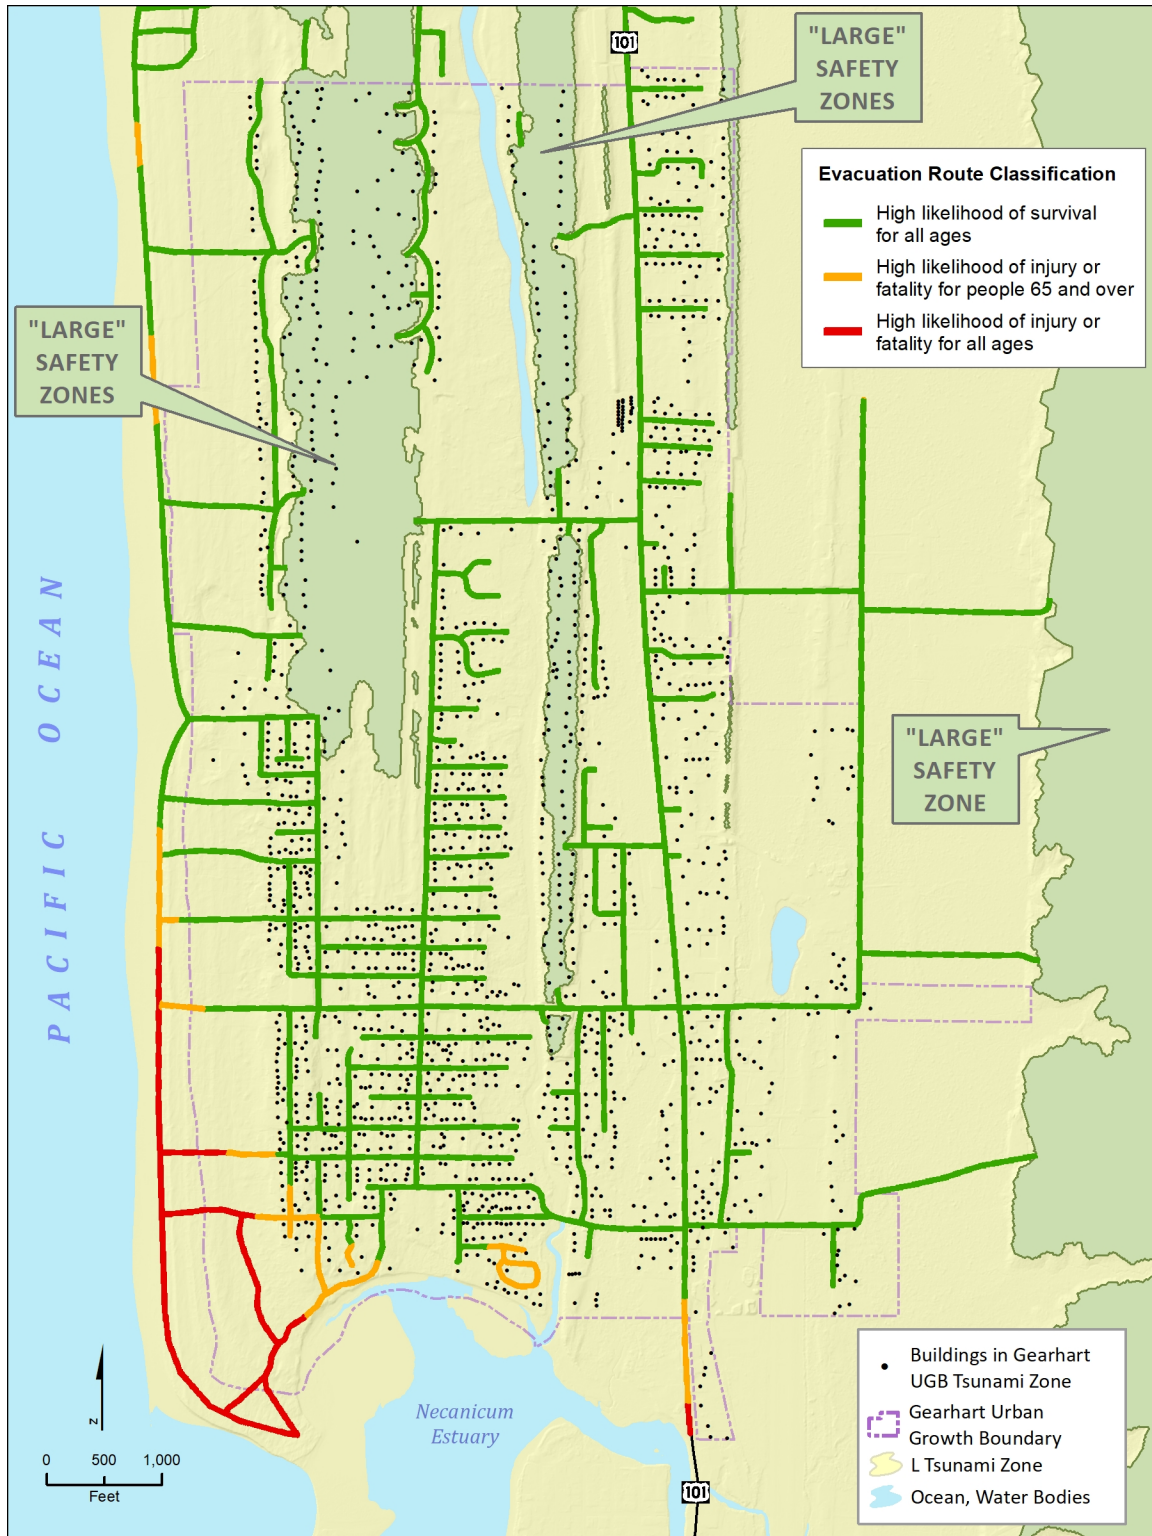 101
"LARGE"
SAFETY
ZONES
Evacuation Route Classification
High likelihood of survival
for all ages
High likelihood of injury or
fatality for people 65 and over
High likelihood of injury or
fatality for all ages
"LARGE"
SAFETY
ZONES
PACIFIC OCEAN
"LARGE"
SAFETY
ZONE
Necanicum
Estuary
N
0 500 1,000
Feet
101
Buildings in Gearhart
UGB Tsunami Zone
Gearhart Urban
Growth Boundary
L Tsunami Zone
Ocean, Water Bodies